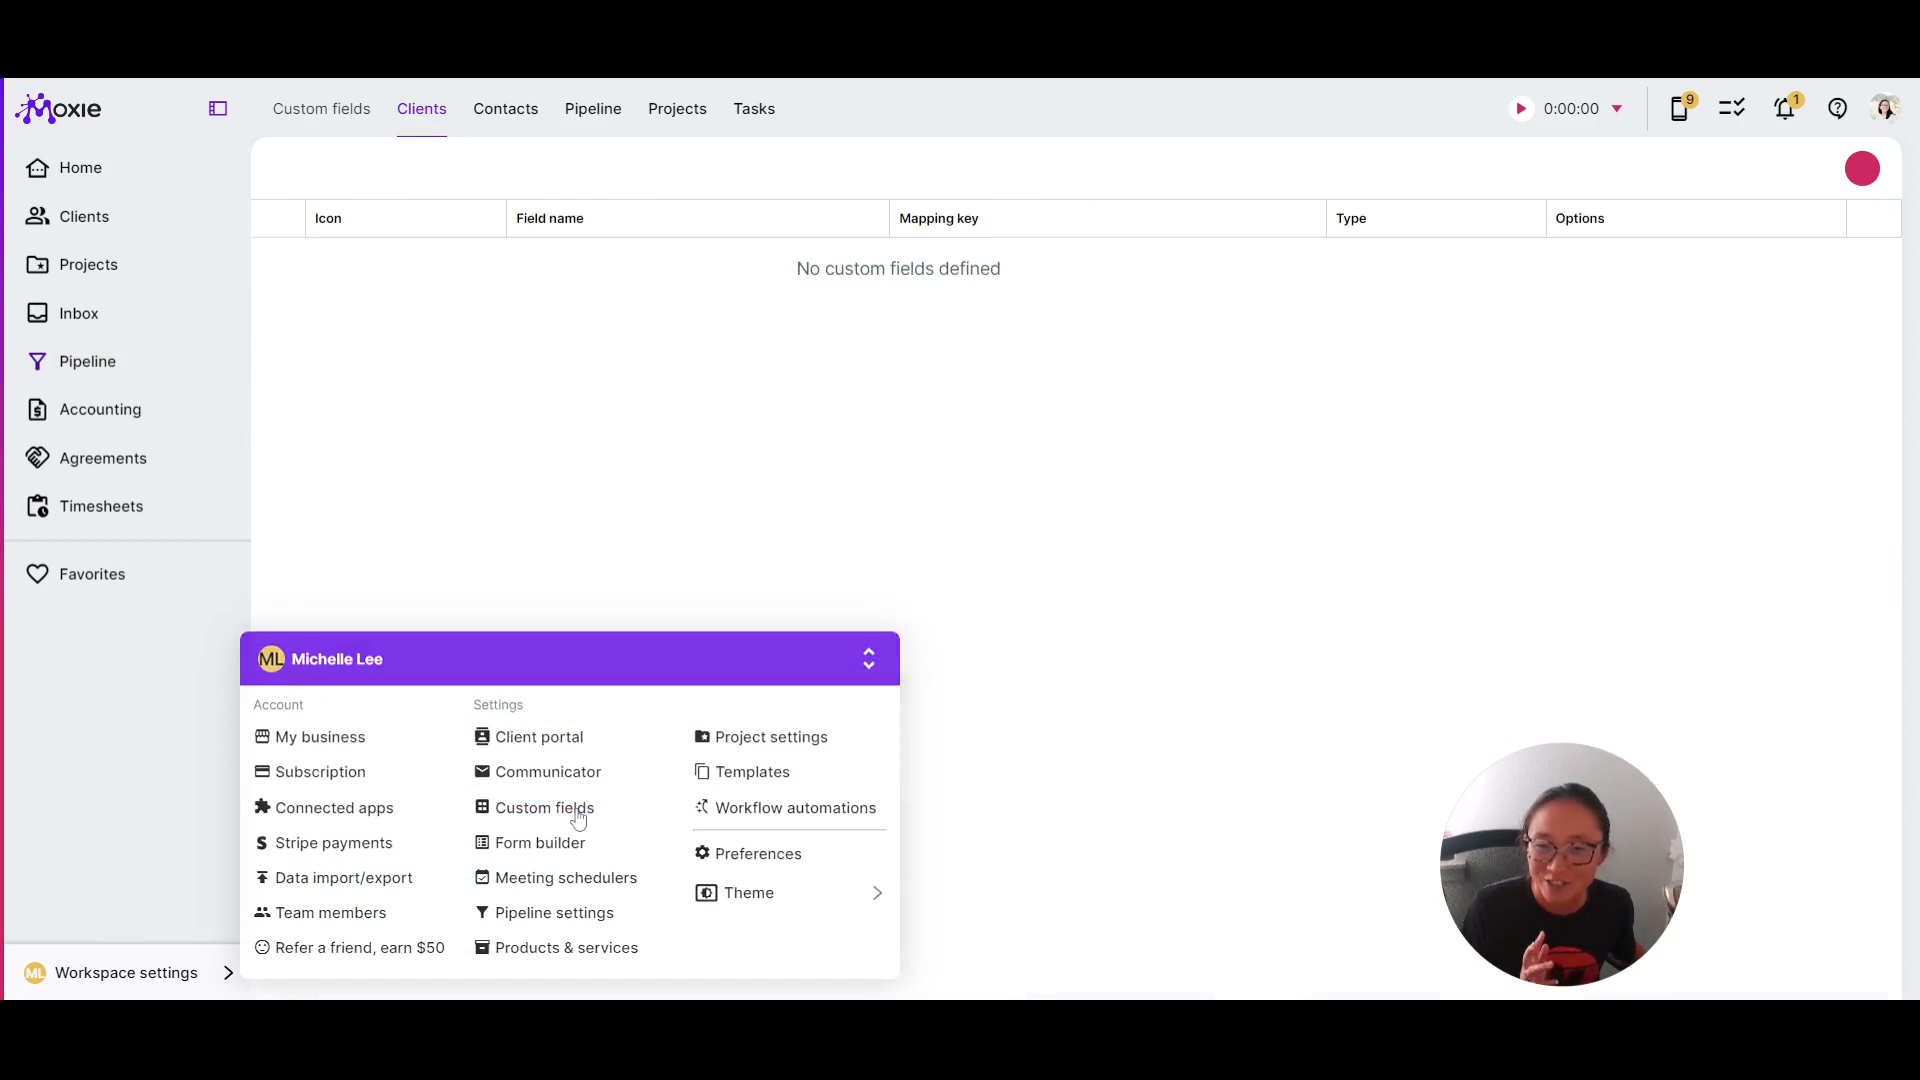 Moxie
Custom fields
Clients
Contacts
Pipeline
Projects
Tasks
0:00:00
9
1
Home
Clients
Projects
Inbox
Pipeline
Accounting
Agreements
Timesheets
Favorites
Icon
Field name
Mapping key
Type
Options
No custom fields defined
ML Michelle Lee
Account
My business
Subscription
Connected apps
Stripe payments
Data import/export
Team members
Refer a friend, earn $50
Settings
Client portal
Communicator
Custom fields
Form builder
Meeting schedulers
Pipeline settings
Products & services
Project settings
Templates
Workflow automations
Preferences
Theme
ML Workspace settings